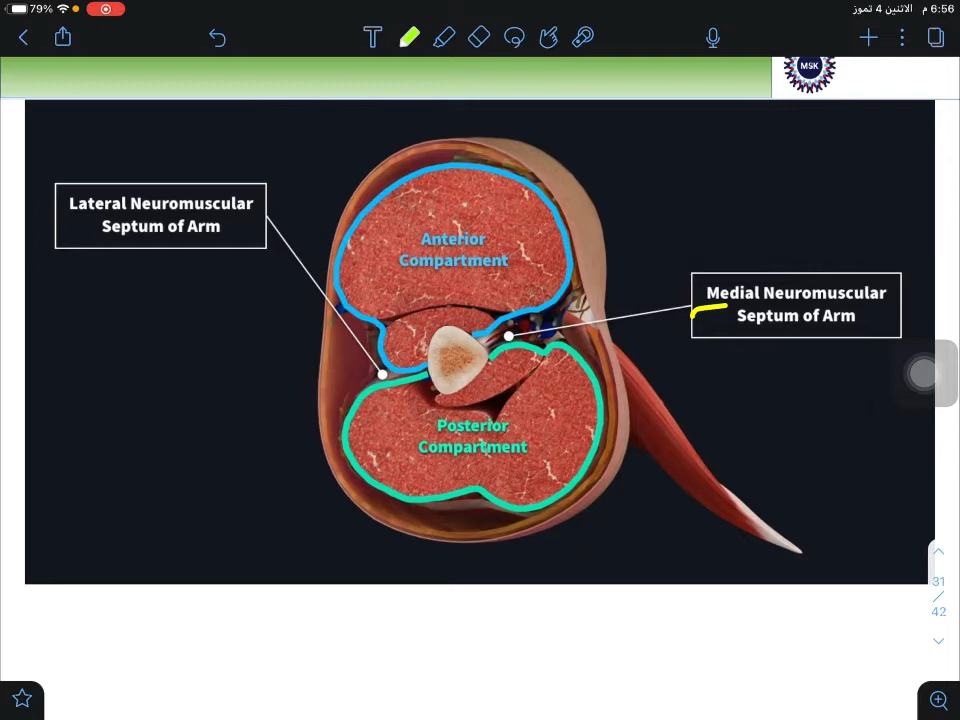 79%
6:56 م الاثنين 4 تموز
MSK
Lateral Neuromuscular
Septum of Arm
Anterior
Compartment
Medial Neuromuscular
Septum of Arm
Posterior
Compartment
31
/
42